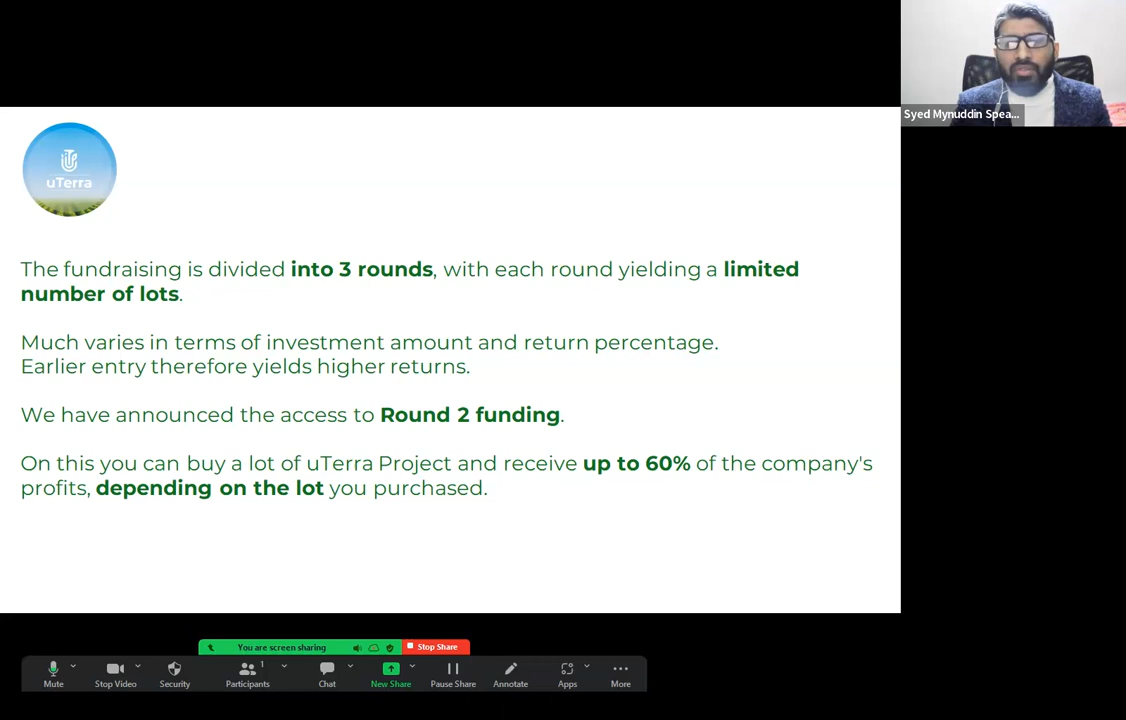 Syed Mynuddin Spea...
uTerra
The fundraising is divided into 3 rounds, with each round yielding a limited
number of lots.
Much varies in terms of investment amount and return percentage.
Earlier entry therefore yields higher returns.
We have announced the access to Round 2 funding.
On this you can buy a lot of uTerra Project and receive up to 60% of the company's
profits, depending on the lot you purchased.
You are screen sharing Stop Share
1
Mute Stop Video Security Participants Chat New Share Pause Share Annotate Apps More